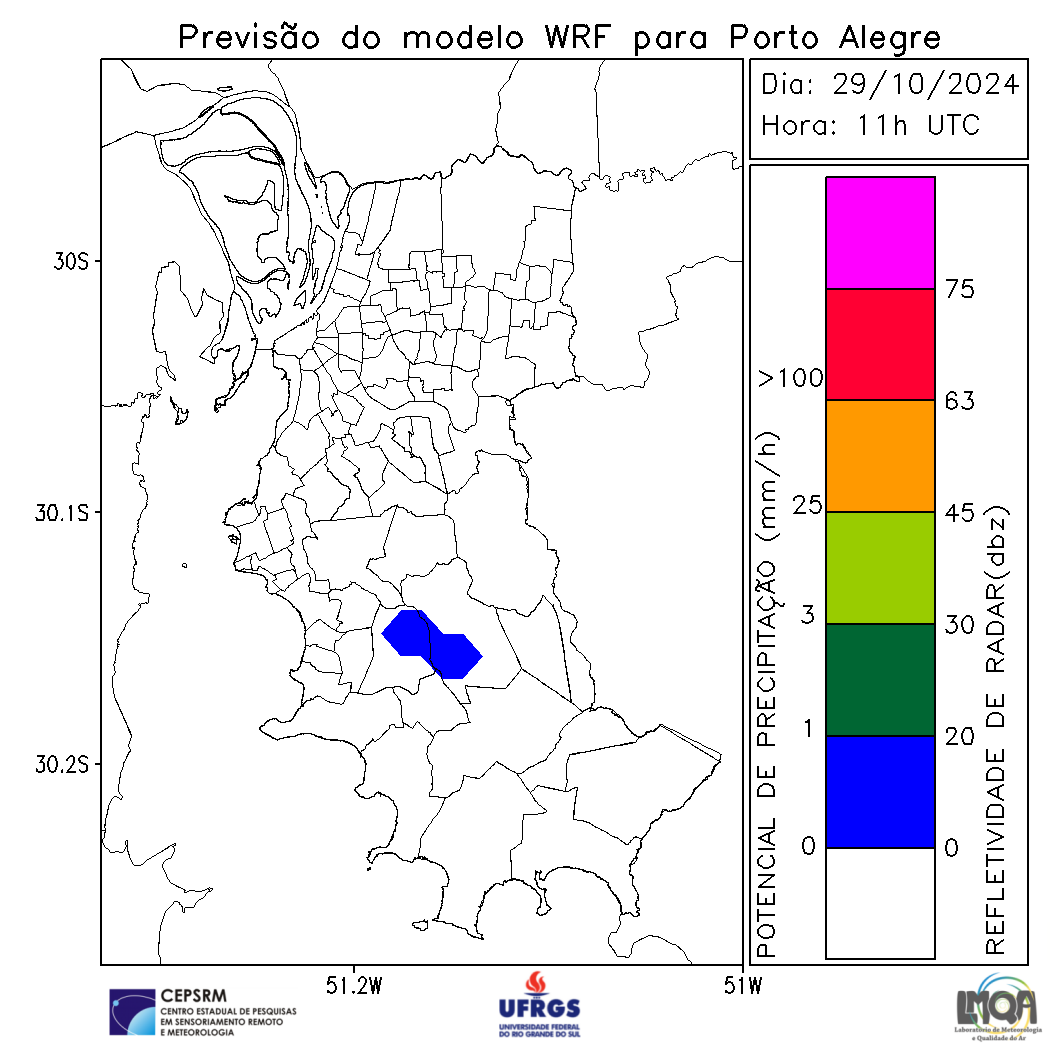 Previsão do modelo WRF para Porto Alegre
Dia: 29/10/2024
Hora: 11h UTC
30S
30.1S
30.2S
51.2W
51W
POTENCIAL DE PRECIPITAÇÃO (mm/h)
>100
25
3
1
0
75
63
45
30
20
0
REFLETIVIDADE DE RADAR(dbz)
CEPSRM
CENTRO ESTADUAL DE PESQUISAS
EM SENSORIAMENTO REMOTO
E METEOROLOGIA
UFRGS
UNIVERSIDADE FEDERAL
DO RIO GRANDE DO SUL
LMQA
Laboratório de Meteorologia
e Qualidade do Ar